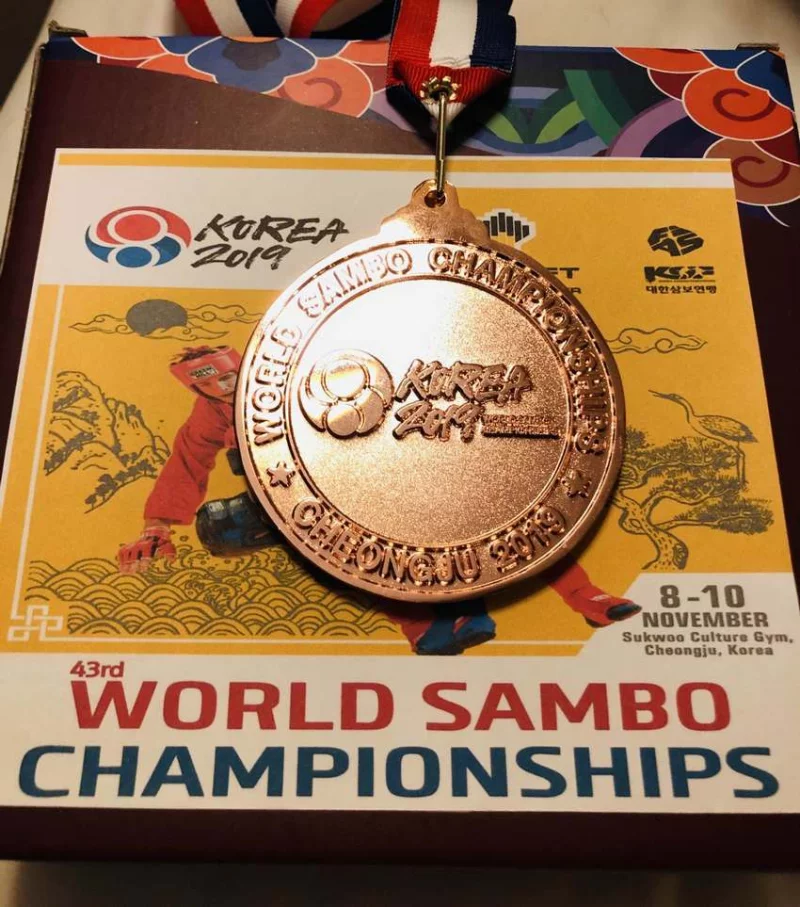 KOREA
2019
FIAS
KSF
대한삼보연맹
WORLD SAMBO CHAMPIONSHIPS
KOREA
2019
CHEONGJU 2019
8-10
NOVEMBER
Sukwoo Culture Gym,
Cheongju, Korea
43rd
WORLD SAMBO
CHAMPIONSHIPS